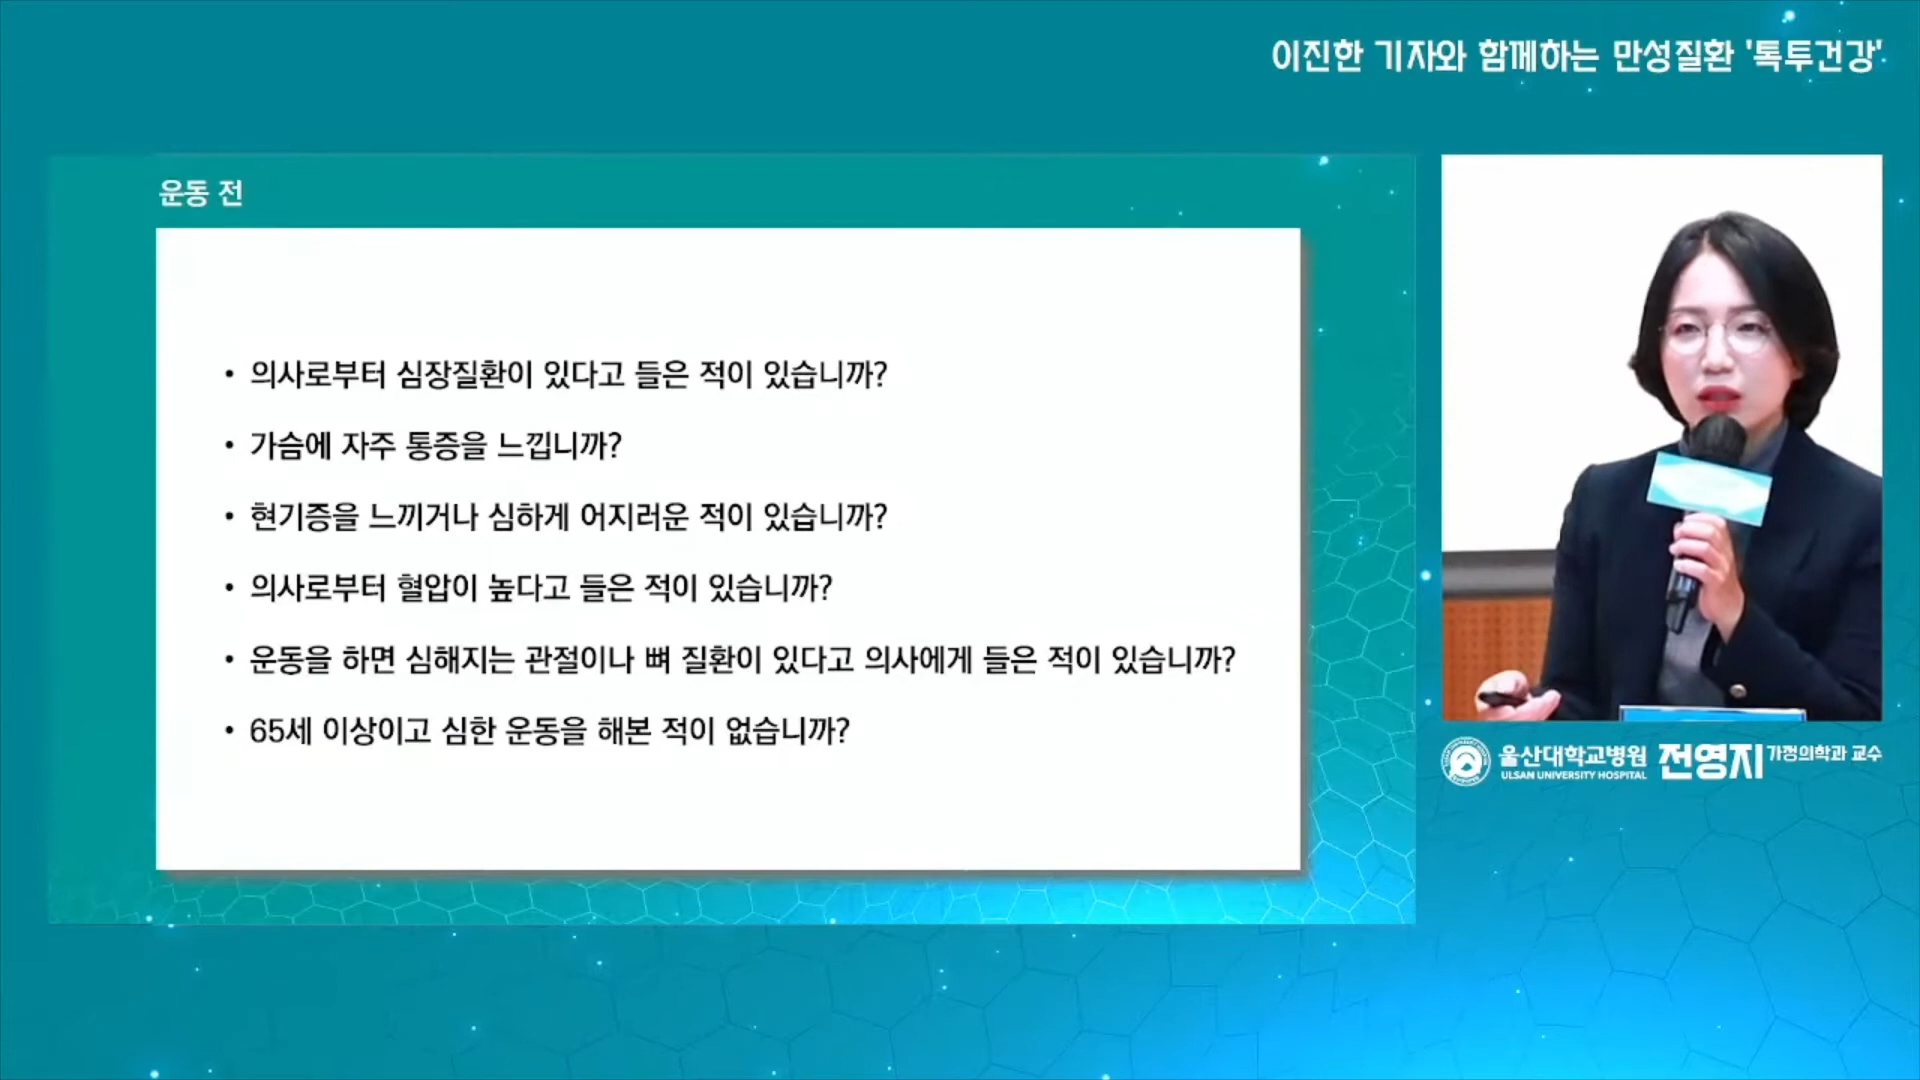 이진한 기자와 함께하는 만성질환 '톡투건강'
운동 전
• 의사로부터 심장질환이 있다고 들은 적이 있습니까?
• 가슴에 자주 통증을 느낍니까?
• 현기증을 느끼거나 심하게 어지러운 적이 있습니까?
• 의사로부터 혈압이 높다고 들은 적이 있습니까?
• 운동을 하면 심해지는 관절이나 뼈 질환이 있다고 의사에게 들은 적이 있습니까?
• 65세 이상이고 심한 운동을 해본 적이 없습니까?
울산대학교병원 전영지 가정의학과 교수
ULSAN UNIVERSITY HOSPITAL